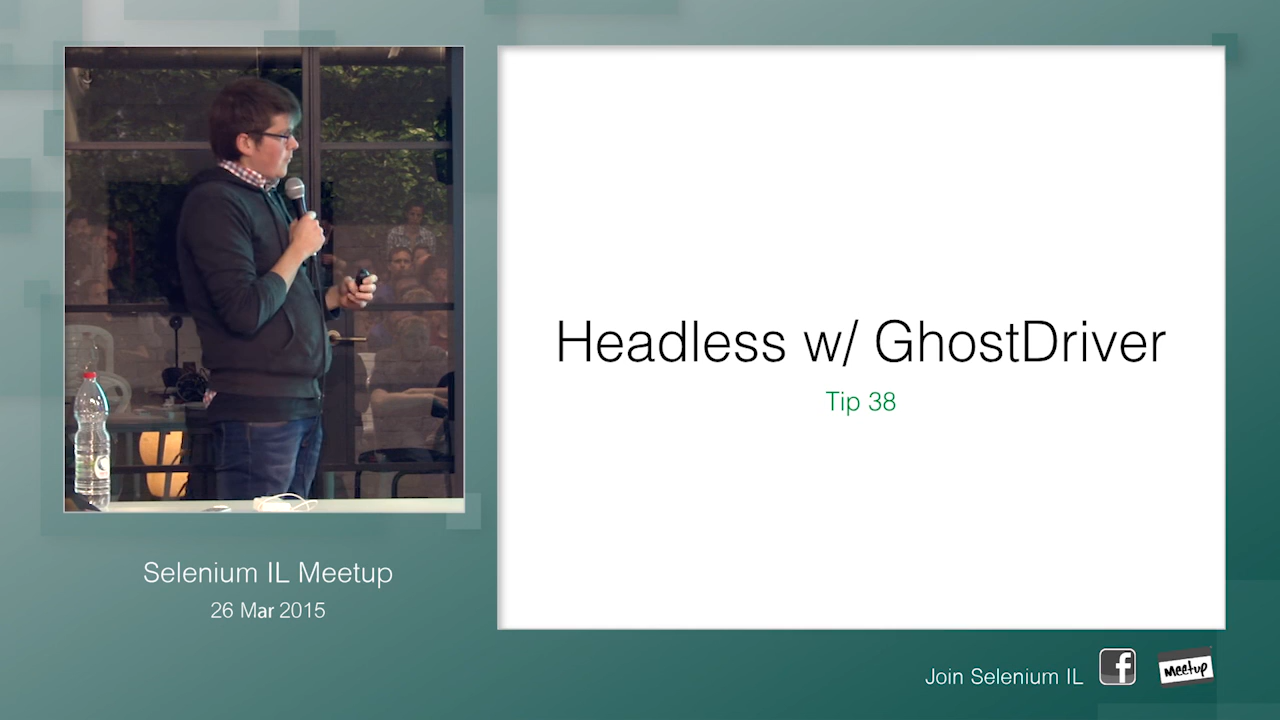 Headless w/ GhostDriver
Tip 38
Selenium IL Meetup
26 Mar 2015
Join Selenium IL
f
Meetup